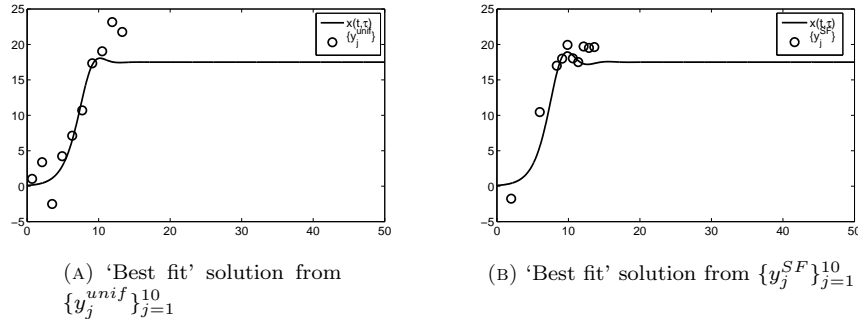 25
20
15
10
5
0
−5
0 10 20 30 40 50
x(t,τ)
{y_j^{unif}}
(A) ‘Best fit’ solution from
{y_j^{unif}}_{j=1}^{10}
25
20
15
10
5
0
−5
0 10 20 30 40 50
x(t,τ)
{y_j^{SF}}
(B) ‘Best fit’ solution from {y_j^{SF}}_{j=1}^{10}